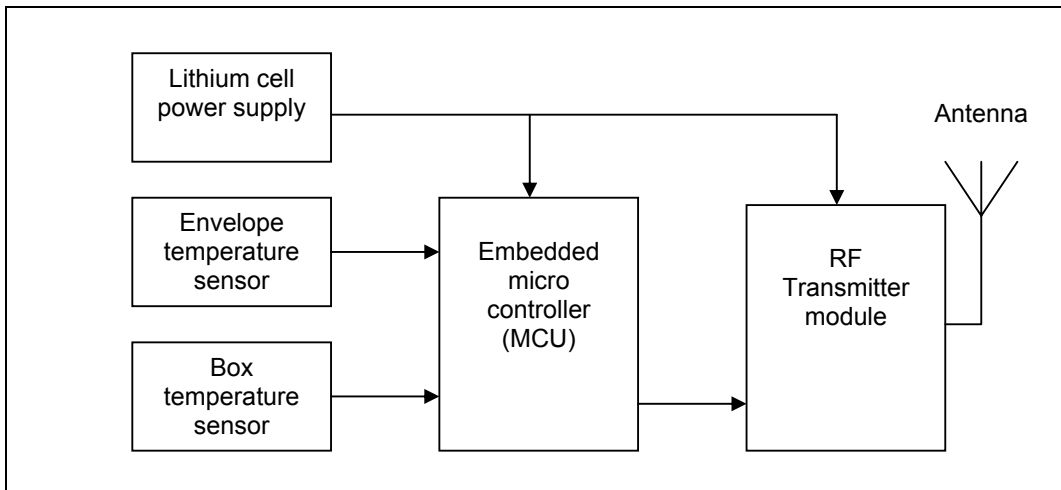 Lithium cell
power supply
Antenna
Envelope
temperature
sensor
Embedded
micro
controller
(MCU)
RF
Transmitter
module
Box
temperature
sensor